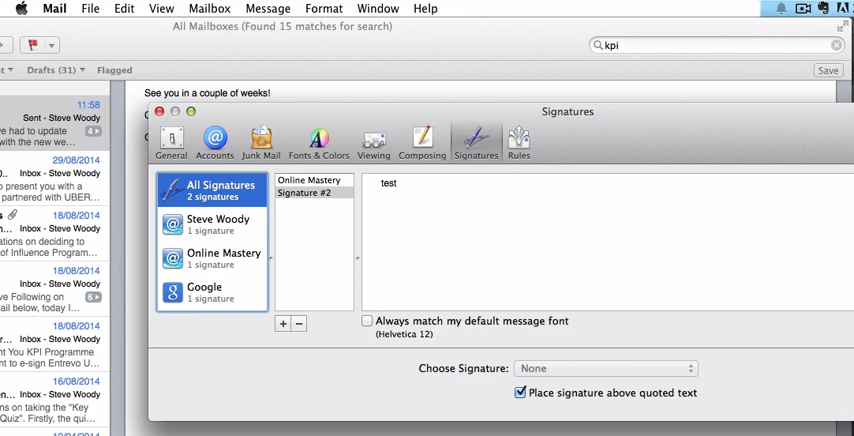 Mail File Edit View Mailbox Message Format Window Help
All Mailboxes (Found 15 matches for search)
kpi
Drafts (31) Flagged Save
11:58
Sent - Steve Woody
ve had to update 4
with the new we...
29/08/2014
Inbox - Steve Woody
o present you with a
partnered with UBER...
18/08/2014
Inbox - Steve Woody
ations on deciding to
of Influence Program...
18/08/2014
Inbox - Steve Woody
ve Following on 6
ail below, today I...
18/08/2014
Inbox - Steve Woody
nt You KPI Programme
nt to e-sign Entrevo U...
16/08/2014
Inbox - Steve Woody
ns on taking the "Key
Quiz". Firstly, the qui...
See you in a couple of weeks!
Signatures
General Accounts Junk Mail Fonts & Colors Viewing Composing Signatures Rules
All Signatures
2 signatures
Steve Woody
1 signature
Online Mastery
1 signature
Google
1 signature
Online Mastery
Signature #2
test
+ −
Always match my default message font
(Helvetica 12)
Choose Signature: None
Place signature above quoted text